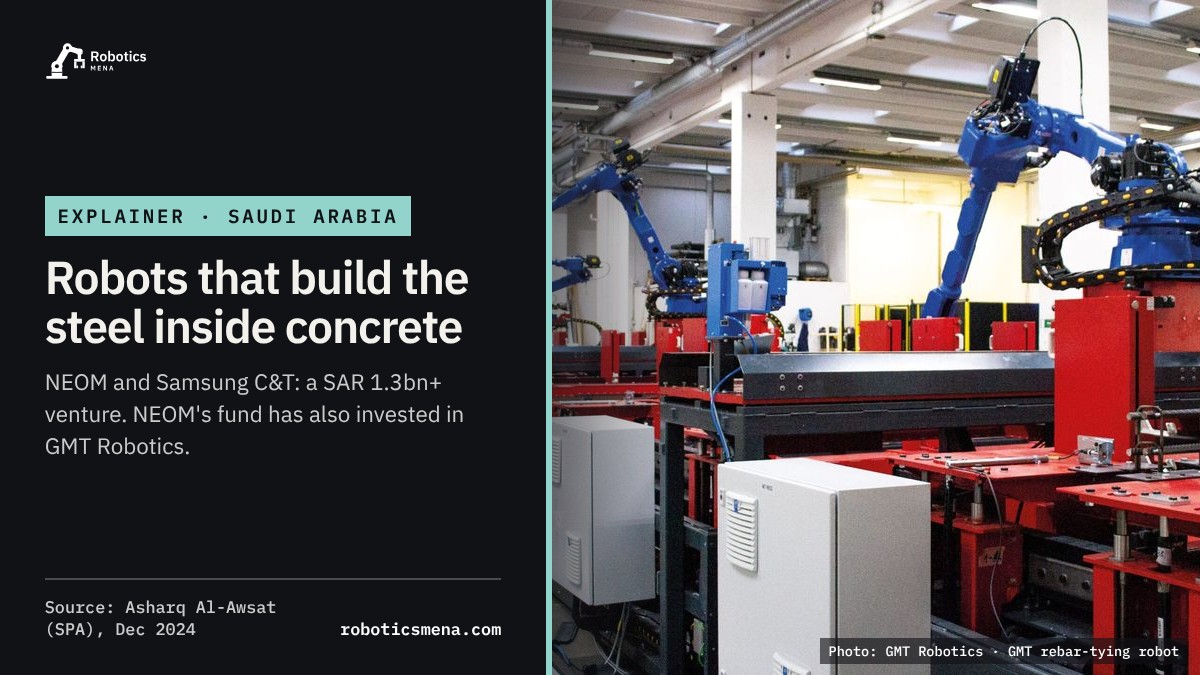 Robotics
MENA
EXPLAINER · SAUDI ARABIA
Robots that build the
steel inside concrete
NEOM and Samsung C&T: a SAR 1.3bn+
venture. NEOM's fund has also invested in
GMT Robotics.
Source: Asharq Al-Awsat
(SPA), Dec 2024
roboticsmena.com
Photo: GMT Robotics · GMT rebar-tying robot